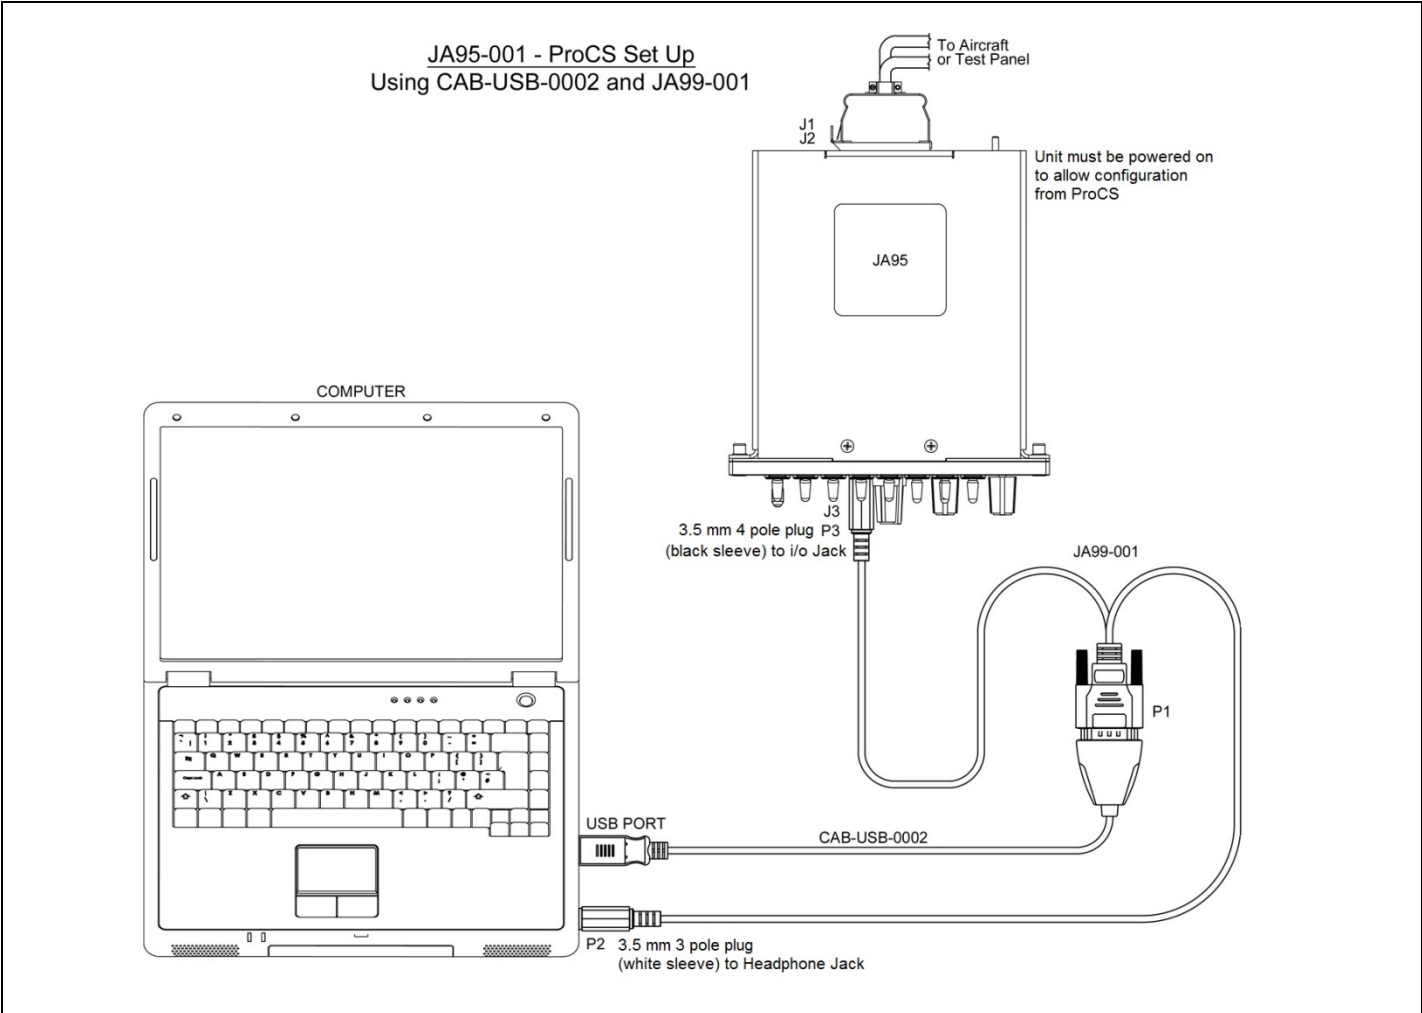 JA95-001 - ProCS Set Up
Using CAB-USB-0002 and JA99-001
To Aircraft
or Test Panel
J1
J2
Unit must be powered on
to allow configuration
from ProCS
JA95
COMPUTER
J3
3.5 mm 4 pole plug P3
(black sleeve) to i/o Jack
JA99-001
P1
USB PORT
CAB-USB-0002
P2 3.5 mm 3 pole plug
(white sleeve) to Headphone Jack